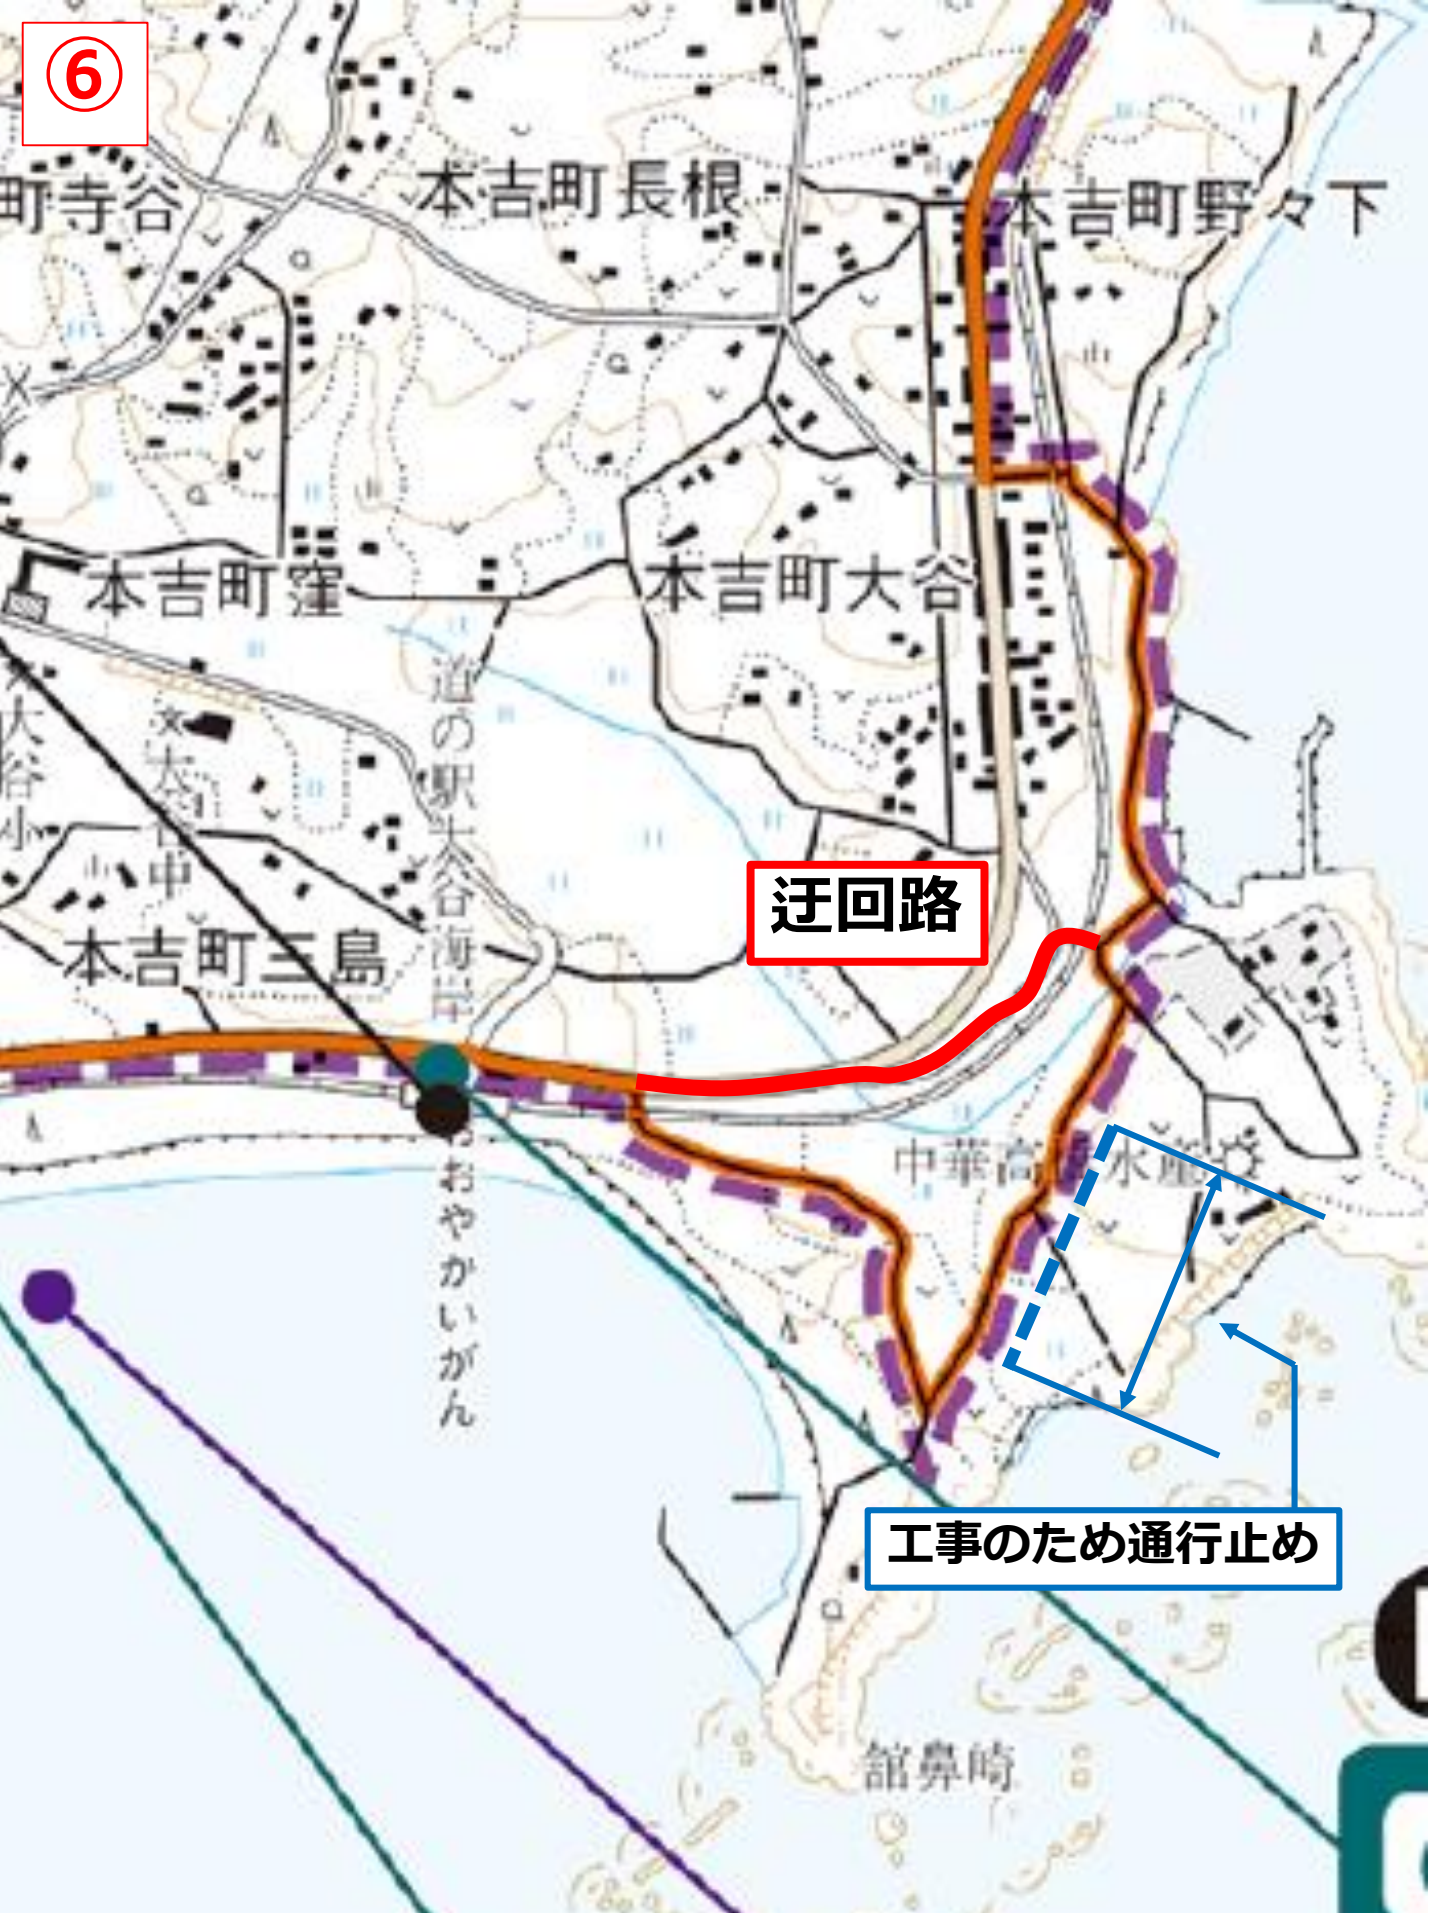 ⑥
本吉町長根
町寺谷
本吉町野々下
本吉町窪
本吉町大谷
道の駅大谷海岸
大谷小
大谷中
迂回路
本吉町三島
おおやかいがん
工事のため通行止め
舘鼻崎